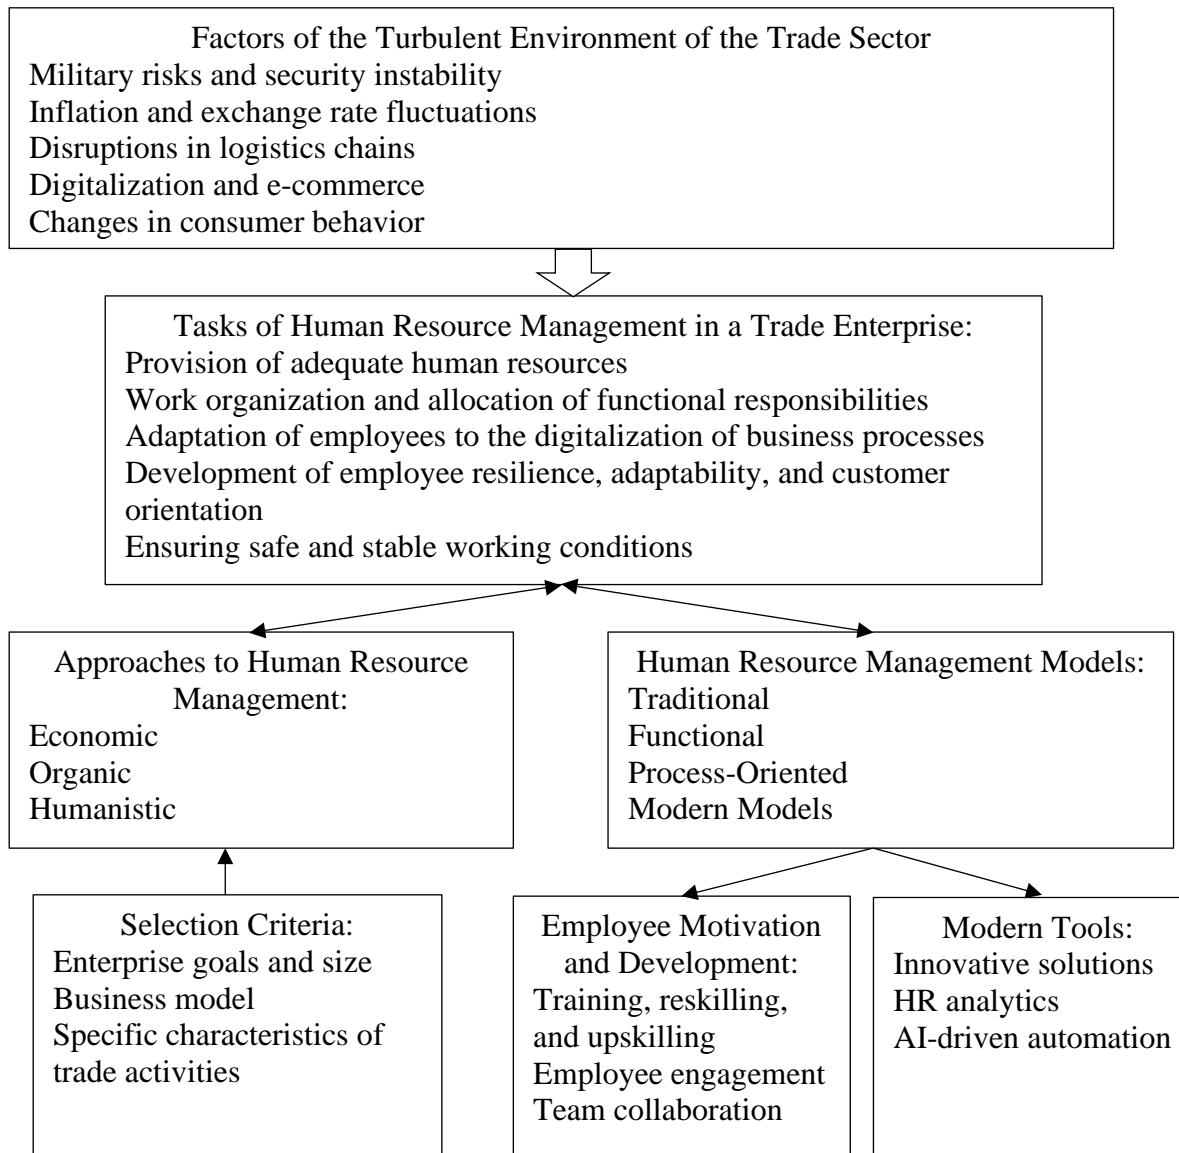 Factors of the Turbulent Environment of the Trade Sector
Military risks and security instability
Inflation and exchange rate fluctuations
Disruptions in logistics chains
Digitalization and e-commerce
Changes in consumer behavior
Tasks of Human Resource Management in a Trade Enterprise:
Provision of adequate human resources
Work organization and allocation of functional responsibilities
Adaptation of employees to the digitalization of business processes
Development of employee resilience, adaptability, and customer
orientation
Ensuring safe and stable working conditions
Approaches to Human Resource
Management:
Economic
Organic
Humanistic
Human Resource Management Models:
Traditional
Functional
Process-Oriented
Modern Models
Selection Criteria:
Enterprise goals and size
Business model
Specific characteristics of
trade activities
Employee Motivation
and Development:
Training, reskilling,
and upskilling
Employee engagement
Team collaboration
Modern Tools:
Innovative solutions
HR analytics
AI-driven automation